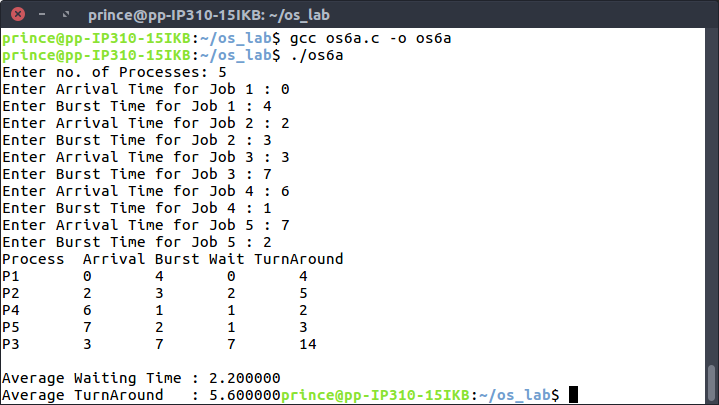 prince@pp-IP310-15IKB: ~/os_lab
prince@pp-IP310-15IKB:~/os_lab$ gcc os6a.c -o os6a
prince@pp-IP310-15IKB:~/os_lab$ ./os6a
Enter no. of Processes: 5
Enter Arrival Time for Job 1 : 0
Enter Burst Time for Job 1 : 4
Enter Arrival Time for Job 2 : 2
Enter Burst Time for Job 2 : 3
Enter Arrival Time for Job 3 : 3
Enter Burst Time for Job 3 : 7
Enter Arrival Time for Job 4 : 6
Enter Burst Time for Job 4 : 1
Enter Arrival Time for Job 5 : 7
Enter Burst Time for Job 5 : 2
Process  Arrival Burst Wait TurnAround
P1       0       4      0       4
P2       2       3      2       5
P4       6       1      1       2
P5       7       2      1       3
P3       3       7      7       14
Average Waiting Time : 2.200000
Average TurnAround   : 5.600000prince@pp-IP310-15IKB:~/os_lab$